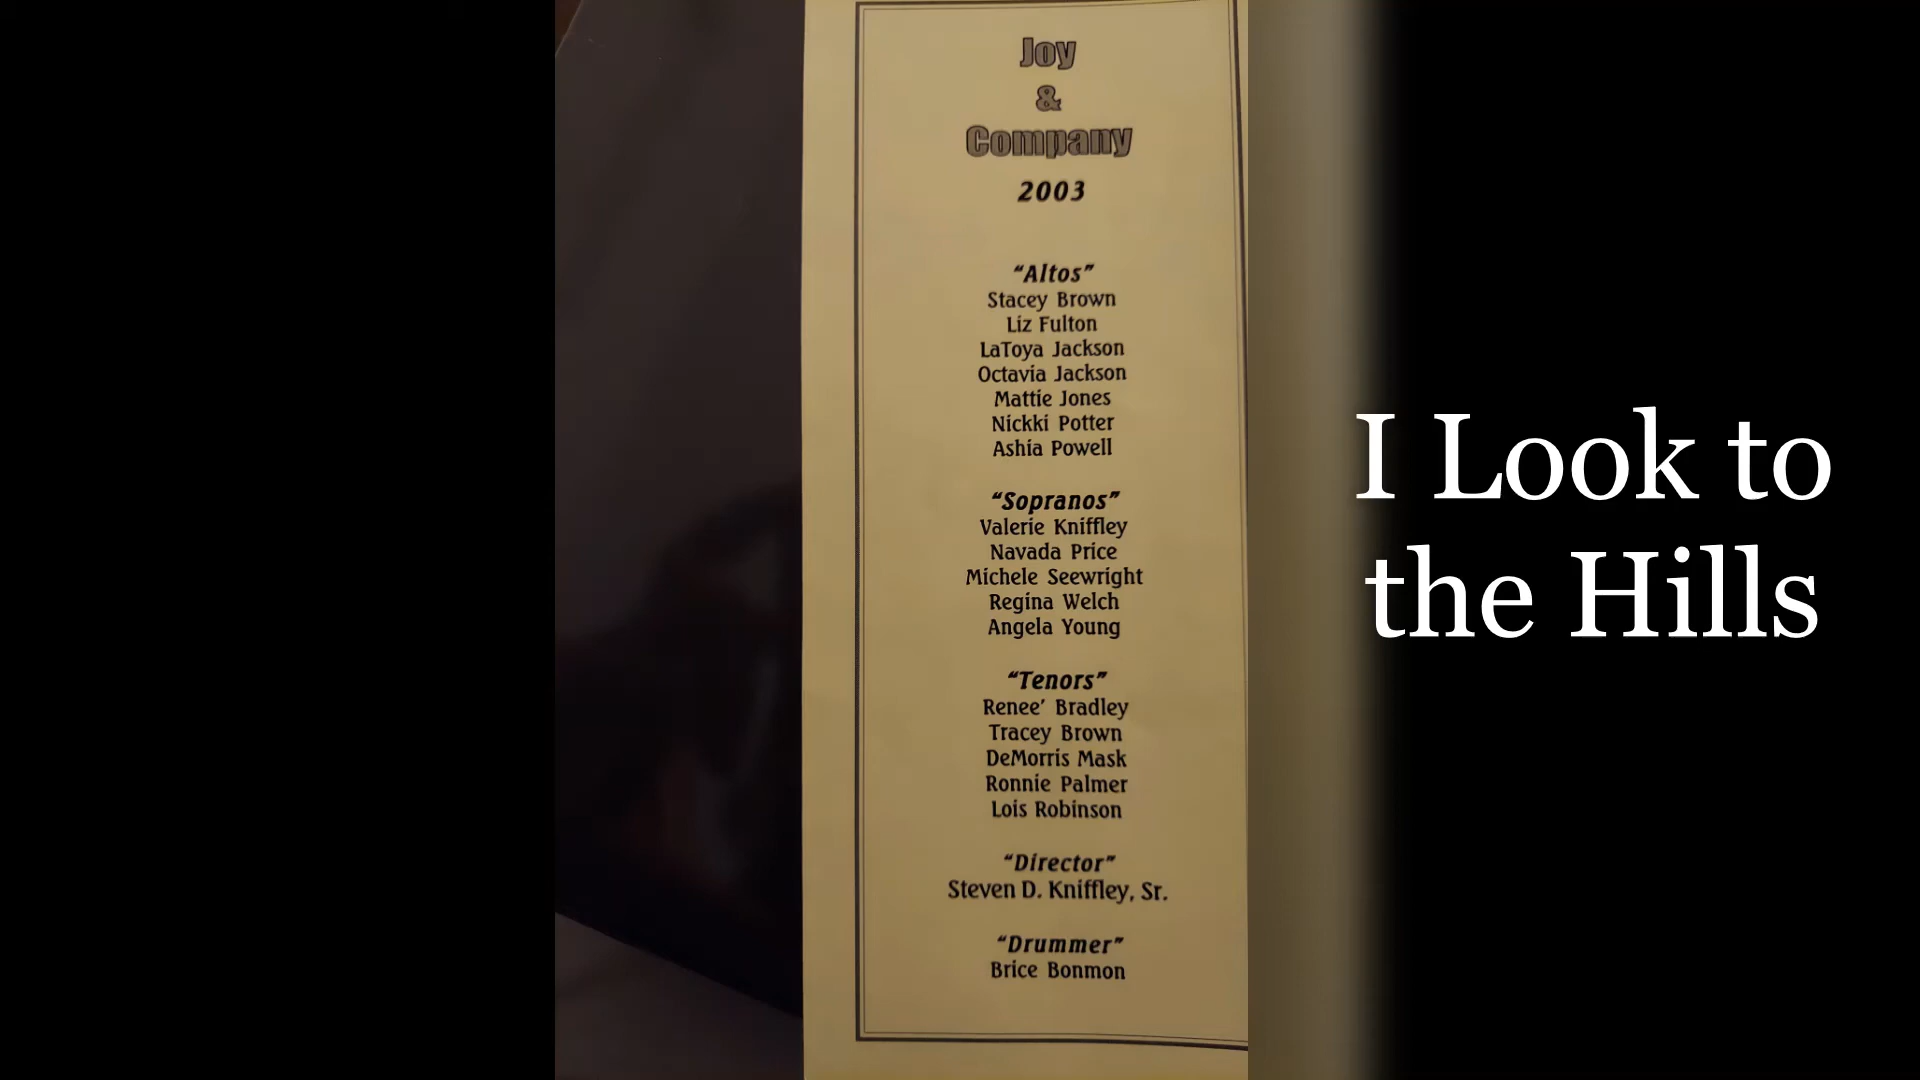 Joy
&
Company
2003
“Altos”
Stacey Brown
Liz Fulton
LaToya Jackson
Octavia Jackson
Mattie Jones
Nickki Potter
Ashia Powell
“Sopranos”
Valerie Kniffley
Navada Price
Michele Seewright
Regina Welch
Angela Young
“Tenors”
Renee’ Bradley
Tracey Brown
DeMorris Mask
Ronnie Palmer
Lois Robinson
“Director”
Steven D. Kniffley, Sr.
“Drummer”
Brice Bonmon
I Look to
the Hills